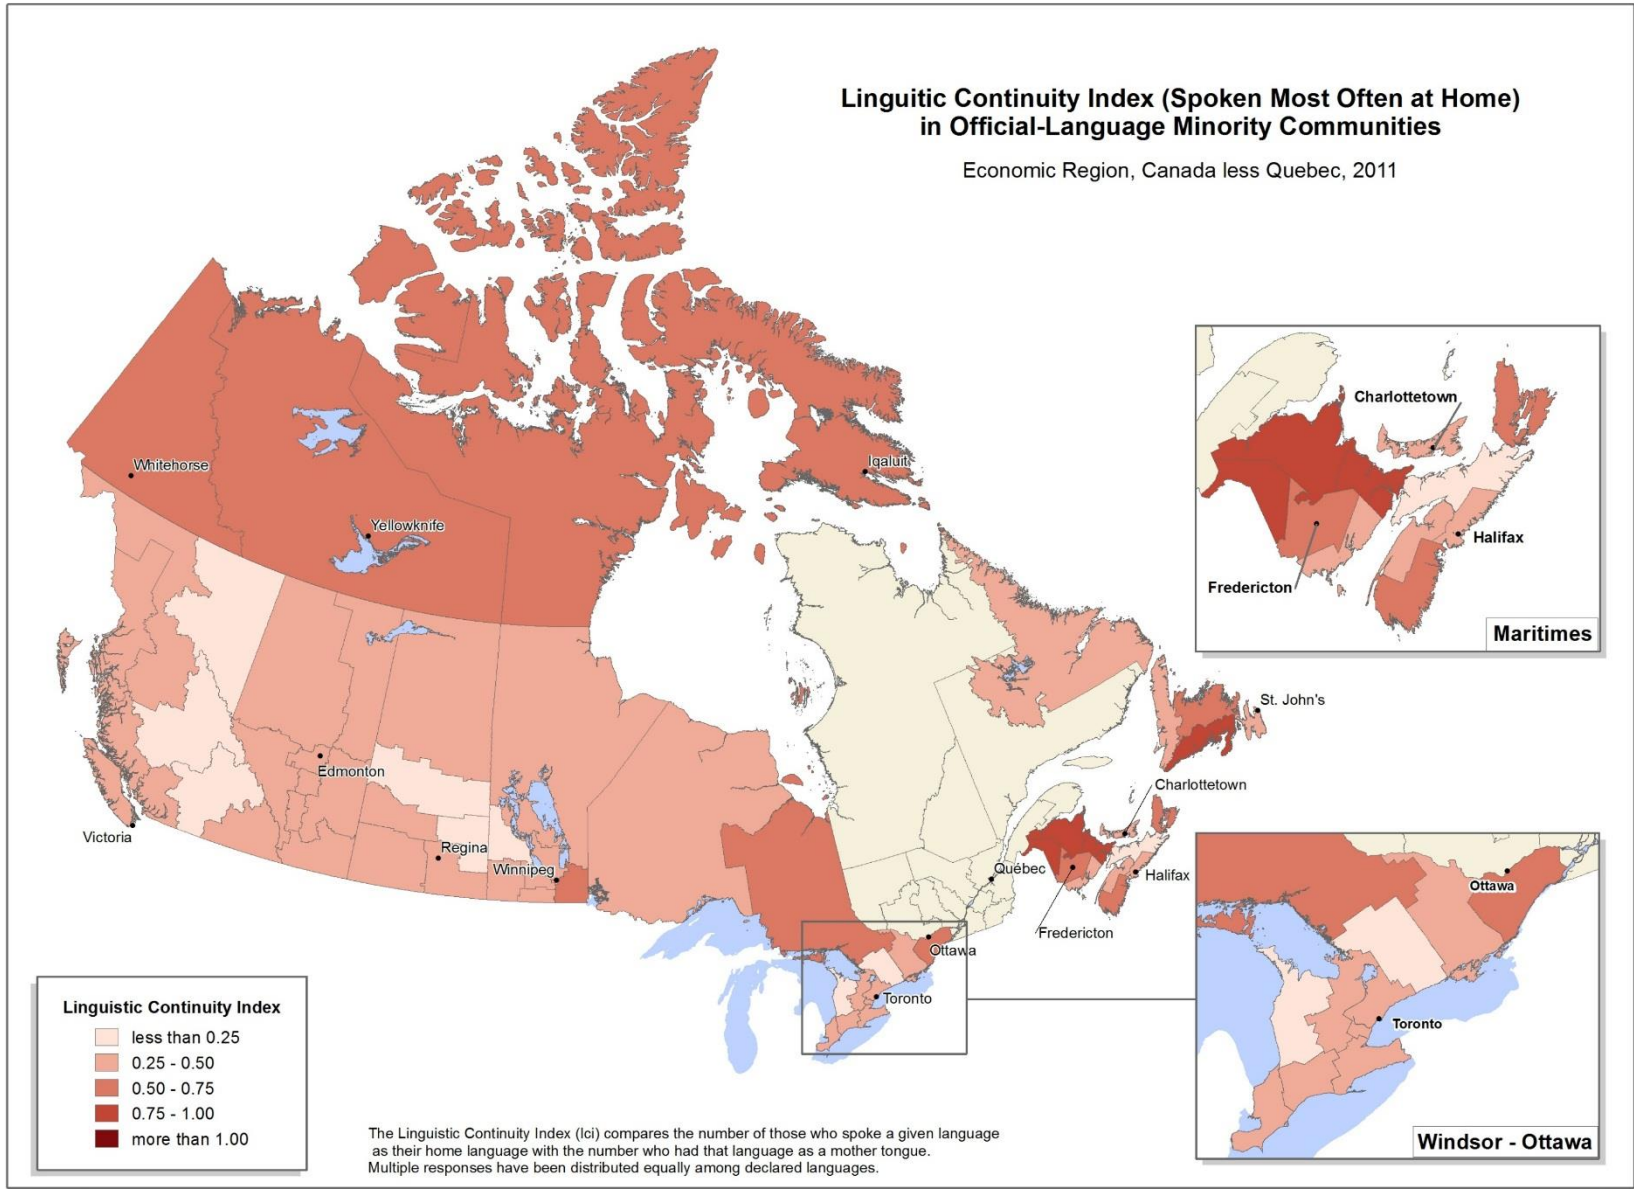 Linguitic Continuity Index (Spoken Most Often at Home)
in Official-Language Minority Communities
Economic Region, Canada less Quebec, 2011
Charlottetown
Halifax
Fredericton
Maritimes
Whitehorse
Iqaluit
Yellowknife
St. John's
Edmonton
Charlottetown
Victoria
Regina
Winnipeg
Québec
Halifax
Fredericton
Ottawa
Toronto
Ottawa
Toronto
Windsor - Ottawa
Linguistic Continuity Index
less than 0.25
0.25 - 0.50
0.50 - 0.75
0.75 - 1.00
more than 1.00
The Linguistic Continuity Index (lci) compares the number of those who spoke a given language
as their home language with the number who had that language as a mother tongue.
Multiple responses have been distributed equally among declared languages.